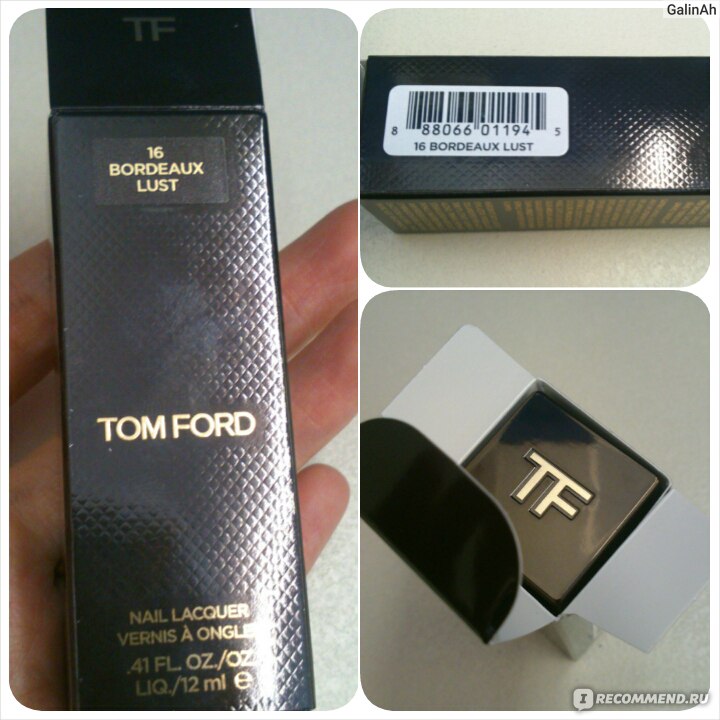 GalinAh
TF
16
BORDEAUX
LUST
TOM FORD
NAIL LACQUER
VERNIS À ONGLE
.41 FL. OZ./OZ
LIQ./12 ml e
8 88066 01194 5
16 BORDEAUX LUST
TF
IRECOMMEND.RU